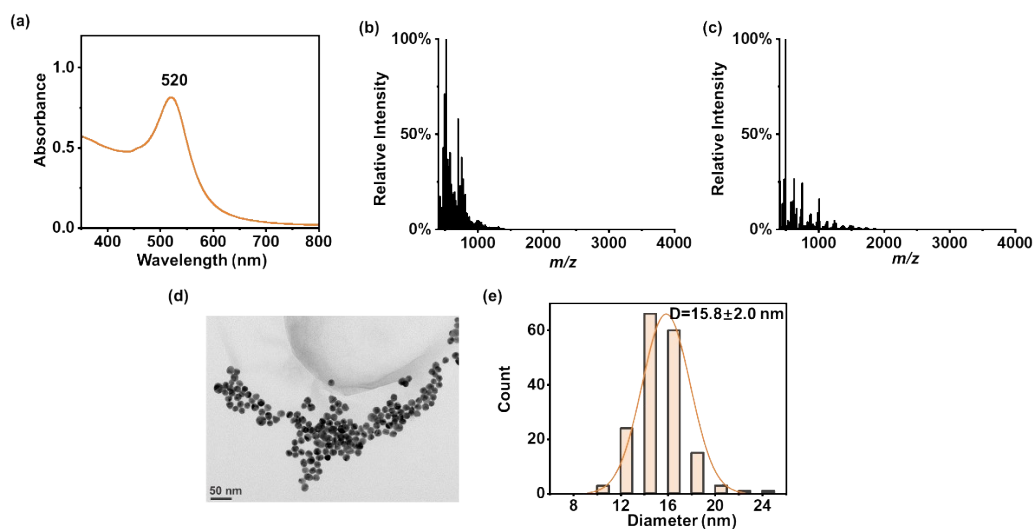 (a)
Absorbance
1.0
0.5
0.0
520
400
500
600
700
800
Wavelength (nm)
(b)
Relative Intensity
100%
50%
0%
1000
2000
3000
4000
m/z
(c)
Relative Intensity
100%
50%
0%
1000
2000
3000
4000
m/z
(d)
50 nm
(e)
D=15.8±2.0 nm
Count
60
40
20
0
8
12
16
20
24
Diameter (nm)